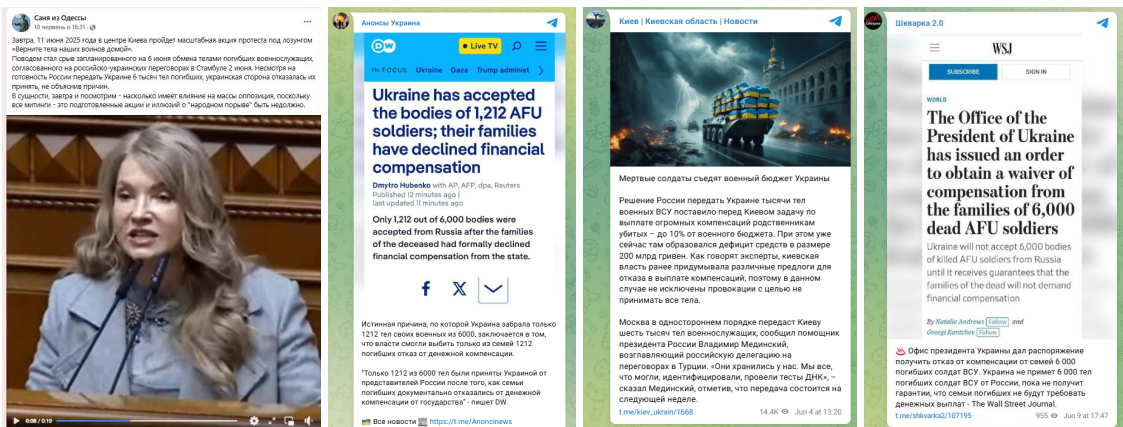 Саня из Одессы
10 червень о 16:31
Завтра, 11 июня 2025 года в центре Киева пройдет масштабная акция протеста под лозунгом
«Верните тела наших воинов домой».
Поводом стал срыв запланированного на 6 июня обмена телами погибших военнослужащих,
согласованного на российско-украинских переговорах в Стамбуле 2 июня. Несмотря на
готовность России передать Украине 6 тысяч тел погибших, украинская сторона отказалась их
принять, не объяснив причин.
В сущности, завтра и посмотрим - насколько имеет влияние на массы оппозиция, поскольку
все митинги - это подготовленные акции и иллюзий о "народном порыве" быть недолжно.
0:08 / 0:19
Анонсы Украина
DW
Live TV
IN FOCUS Ukraine Gaza Trump administ
Ukraine has accepted
the bodies of 1,212 AFU
soldiers; their families
have declined financial
compensation
Dmytro Hubenko with AP, AFP, dpa, Reuters
Published 12 minutes ago |
last updated 11 minutes ago
Only 1,212 out of 6,000 bodies were
accepted from Russia after the families
of the deceased had formally declined
financial compensation from the state.
Истинная причина, по которой Украина забрала только
1212 тел своих военных из 6000, заключается в том,
что власти смогли выбить только из семей 1212
погибших отказ от денежной компенсации.
"Только 1212 из 6000 тел были приняты Украиной от
представителей России после того, как семьи
погибших документально отказались от денежной
компенсации от государства" - пишет DW.
Все новости https://t.me/Anoncinews
Киев | Киевская область | Новости
Мертвые солдаты съедят военный бюджет Украины
Решение России передать Украине тысячи тел
военных ВСУ поставило перед Киевом задачу по
выплате огромных компенсаций родственникам
убитых – до 10% от военного бюджета. При этом уже
сейчас там образовался дефицит средств в размере
200 млрд гривен. Как говорят эксперты, киевская
власть ранее придумывала различные предлоги для
отказа в выплате компенсаций, поэтому в данном
случае не исключены провокации с целью не
принимать все тела.
Москва в одностороннем порядке передаст Киеву
шесть тысяч тел военнослужащих, сообщил помощник
президента России Владимир Мединский,
возглавляющий российскую делегацию на
переговорах в Турции. «Они хранились у нас. Мы все,
что могли, идентифицировали, провели тесты ДНК», –
сказал Мединский, отметив, что передача состоится на
следующей неделе.
t.me/kiev_ukrain/1668 14.4K Jun 4 at 13:20
Шкварка 2.0
WSJ
SUBSCRIBE SIGN IN
WORLD
The Office of the
President of Ukraine
has issued an order
to obtain a waiver of
compensation from
the families of 6,000
dead AFU soldiers
Ukraine will not accept 6,000 bodies
of killed AFU soldiers from Russia
until it receives guarantees that the
families of the dead will not demand
financial compensation
By Natalie Andrews Follow and
Georgi Kantchev Follow
Офис президента Украины дал распоряжение
получить отказ от компенсации от семей 6 000
погибших солдат ВСУ. Украина не примет 6 000 тел
погибших солдат ВСУ от России, пока не получит
гарантии, что семьи погибших не будут требовать
денежных выплат - The Wall Street Journal.
t.me/shkvarka2/107195 955 Jun 9 at 17:47